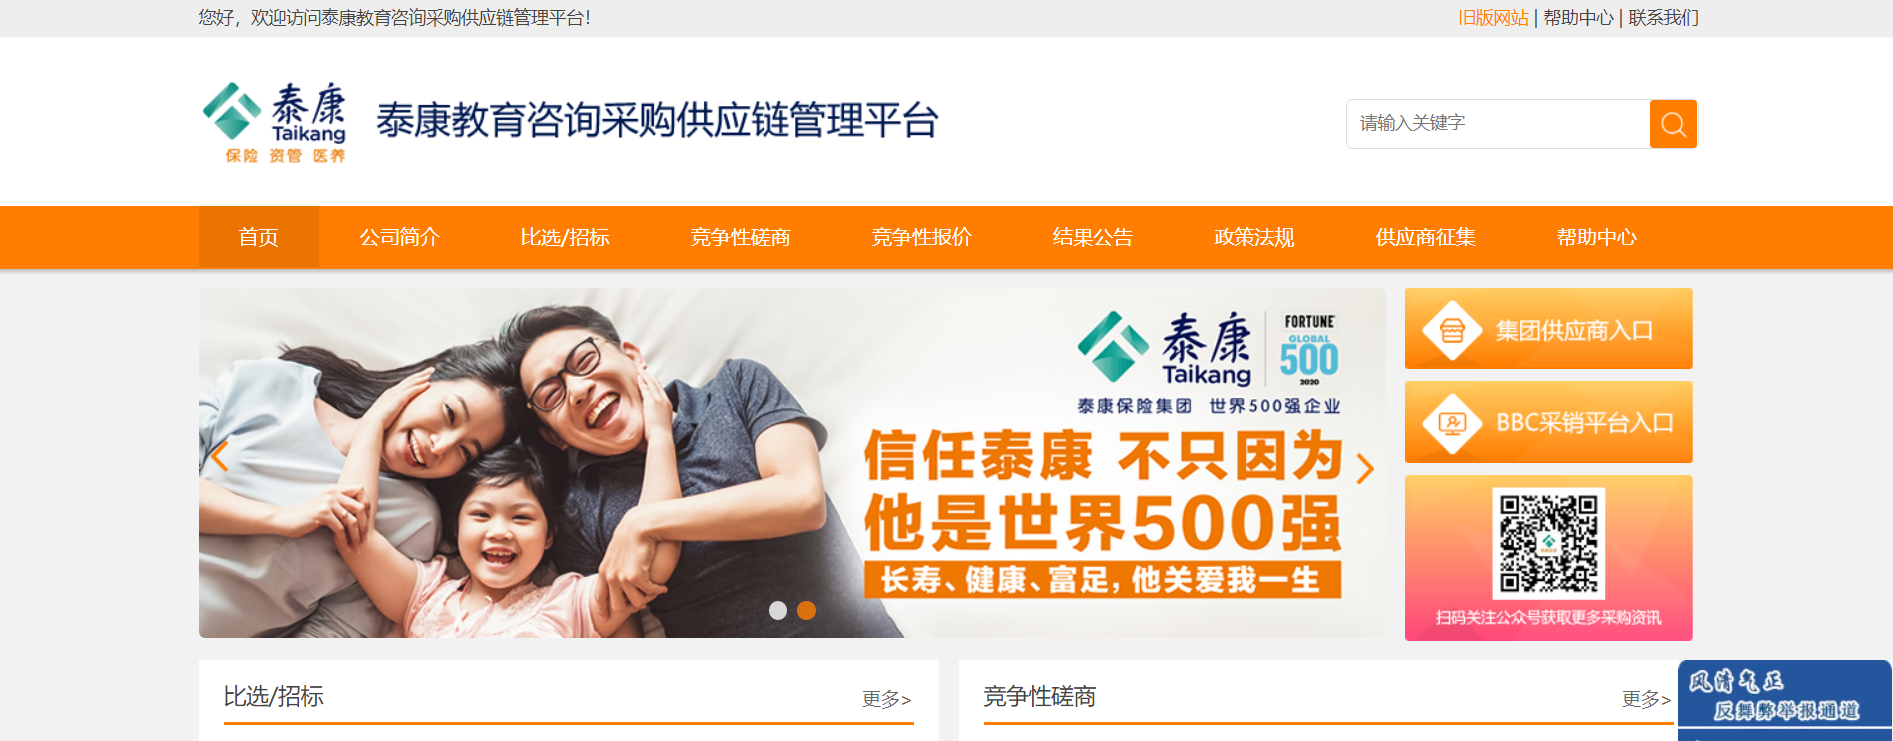 您好，欢迎访问泰康教育咨询采购供应链管理平台！
旧版网站 | 帮助中心 | 联系我们
泰康
Taikang
保险 资管 医养
泰康教育咨询采购供应链管理平台
请输入关键字
首页 公司简介 比选/招标 竞争性磋商 竞争性报价 结果公告 政策法规 供应商征集 帮助中心
泰康
Taikang
FORTUNE
GLOBAL
500
2020
泰康保险集团 世界500强企业
信任泰康 不只因为
他是世界500强
长寿、健康、富足，他关爱我一生
集团供应商入口
BBC采销平台入口
扫码关注公众号获取更多采购资讯
比选/招标 更多>
竞争性磋商 更多>
风清气正
反舞弊举报通道